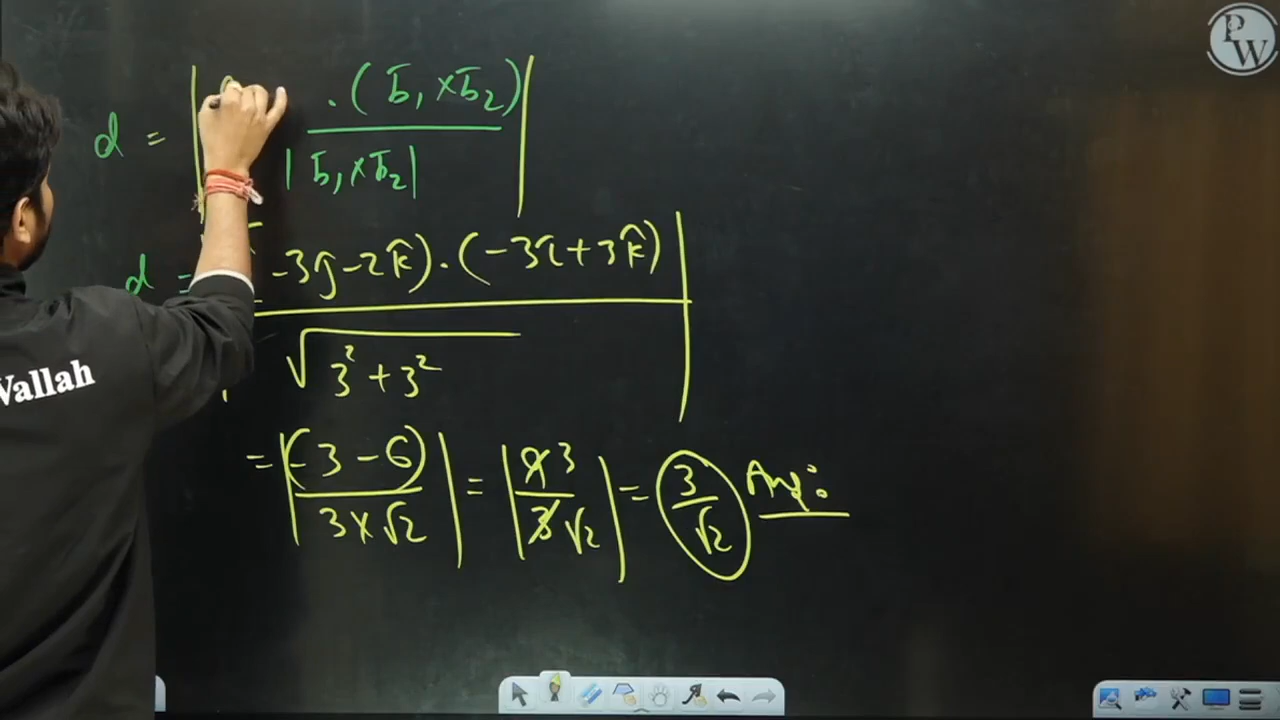 PW
d = | . (b̄₁ × b̄₂) / |b̄₁ × b̄₂| |
d = -3ĵ - 2k̂) . (-3î + 3k̂) | / √(3² + 3²)
= |(-3 - 6) / 3×√2| = |9 3 / 3√2| = 3/√2 Ans:
Wallah